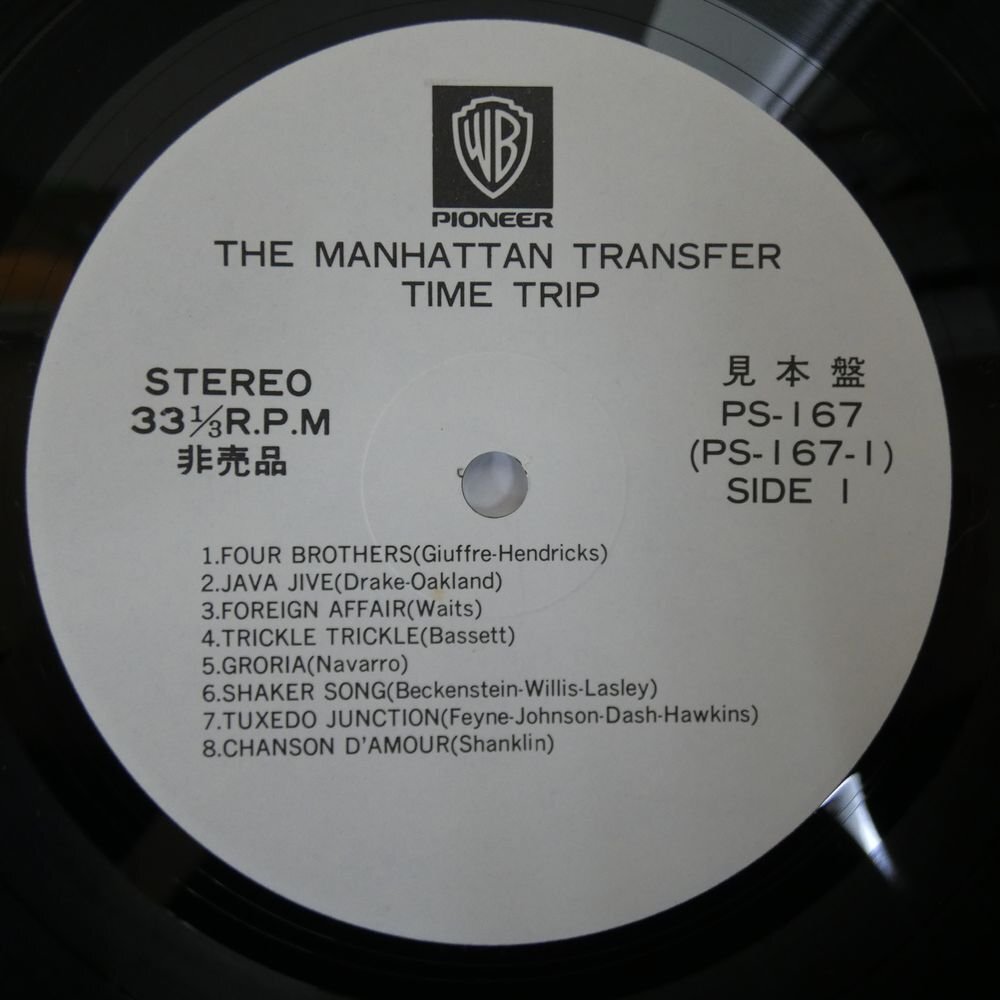 WB
PIONEER
THE MANHATTAN TRANSFER
TIME TRIP
STEREO
33⅓R.P.M
非売品
見本盤
PS-167
(PS-167-1)
SIDE 1
1.FOUR BROTHERS(Giuffre-Hendricks)
2.JAVA JIVE(Drake-Oakland)
3.FOREIGN AFFAIR(Waits)
4.TRICKLE TRICKLE(Bassett)
5.GRORIA(Navarro)
6.SHAKER SONG(Beckenstein-Willis-Lasley)
7.TUXEDO JUNCTION(Feyne-Johnson-Dash-Hawkins)
8.CHANSON D'AMOUR(Shanklin)